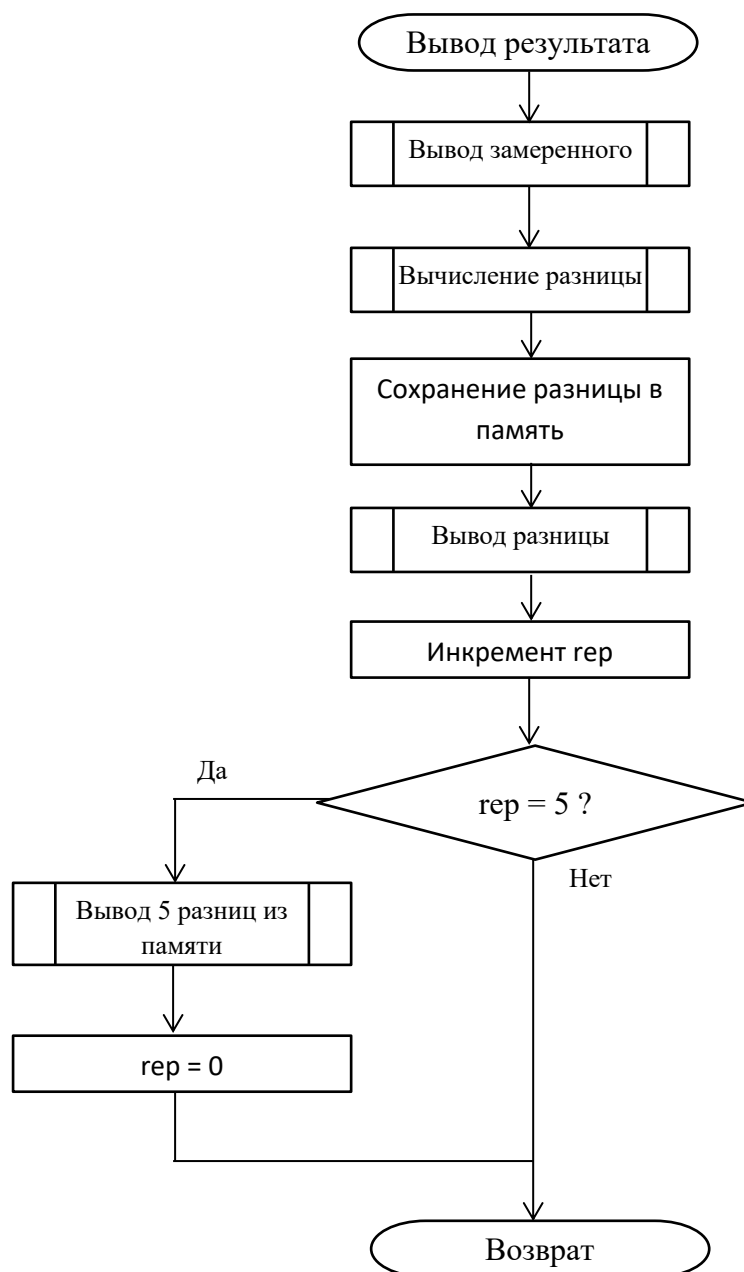 Вывод результата
Вывод замеренного
Вычисление разницы
Сохранение разницы в
память
Вывод разницы
Инкремент rep
Да
rep = 5 ?
Нет
Вывод 5 разниц из
памяти
rep = 0
Возврат